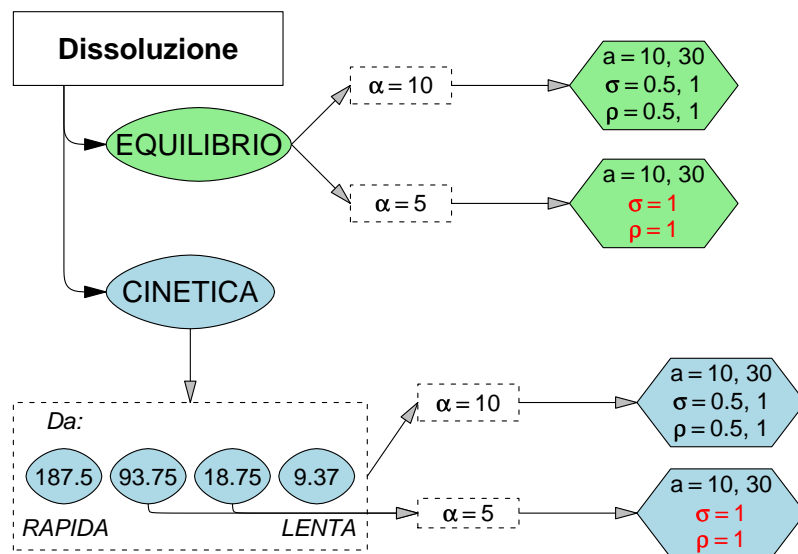 Dissoluzione
EQUILIBRIO
α = 10
a = 10, 30
σ = 0.5, 1
ρ = 0.5, 1
α = 5
a = 10, 30
σ = 1
ρ = 1
CINETICA
Da:
187.5 93.75 18.75 9.37
RAPIDA LENTA
α = 10
a = 10, 30
σ = 0.5, 1
ρ = 0.5, 1
α = 5
a = 10, 30
σ = 1
ρ = 1